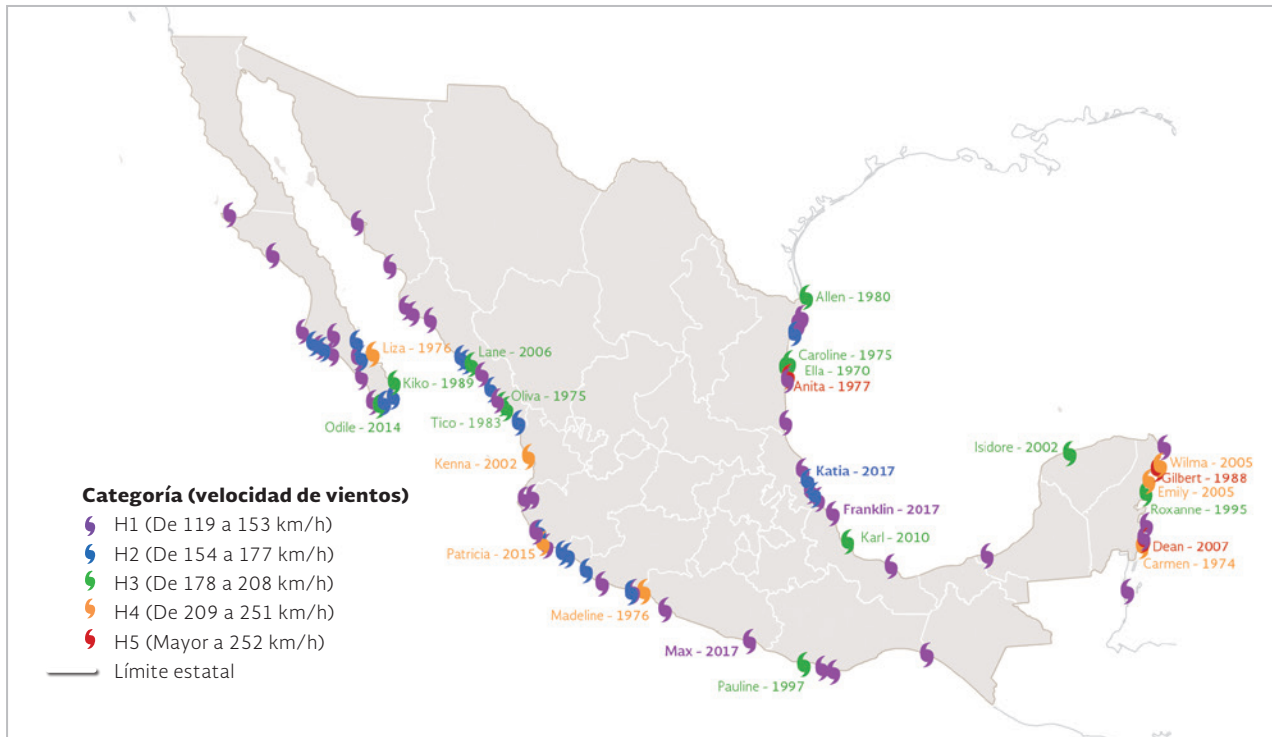 Allen - 1980
Liza - 1976
Lane - 2006
Caroline - 1975
Ella - 1970
Anita - 1977
Kiko - 1989
Oliva - 1975
Odile - 2014
Tico - 1983
Isidore - 2002
Kenna - 2002
Katia - 2017
Wilma - 2005
Gilbert - 1988
Emily - 2005
Roxanne - 1995
Franklin - 2017
Karl - 2010
Patricia - 2015
Dean - 2007
Carmen - 1974
Madeline - 1976
Max - 2017
Pauline - 1997
Categoría (velocidad de vientos)
H1 (De 119 a 153 km/h)
H2 (De 154 a 177 km/h)
H3 (De 178 a 208 km/h)
H4 (De 209 a 251 km/h)
H5 (Mayor a 252 km/h)
Límite estatal